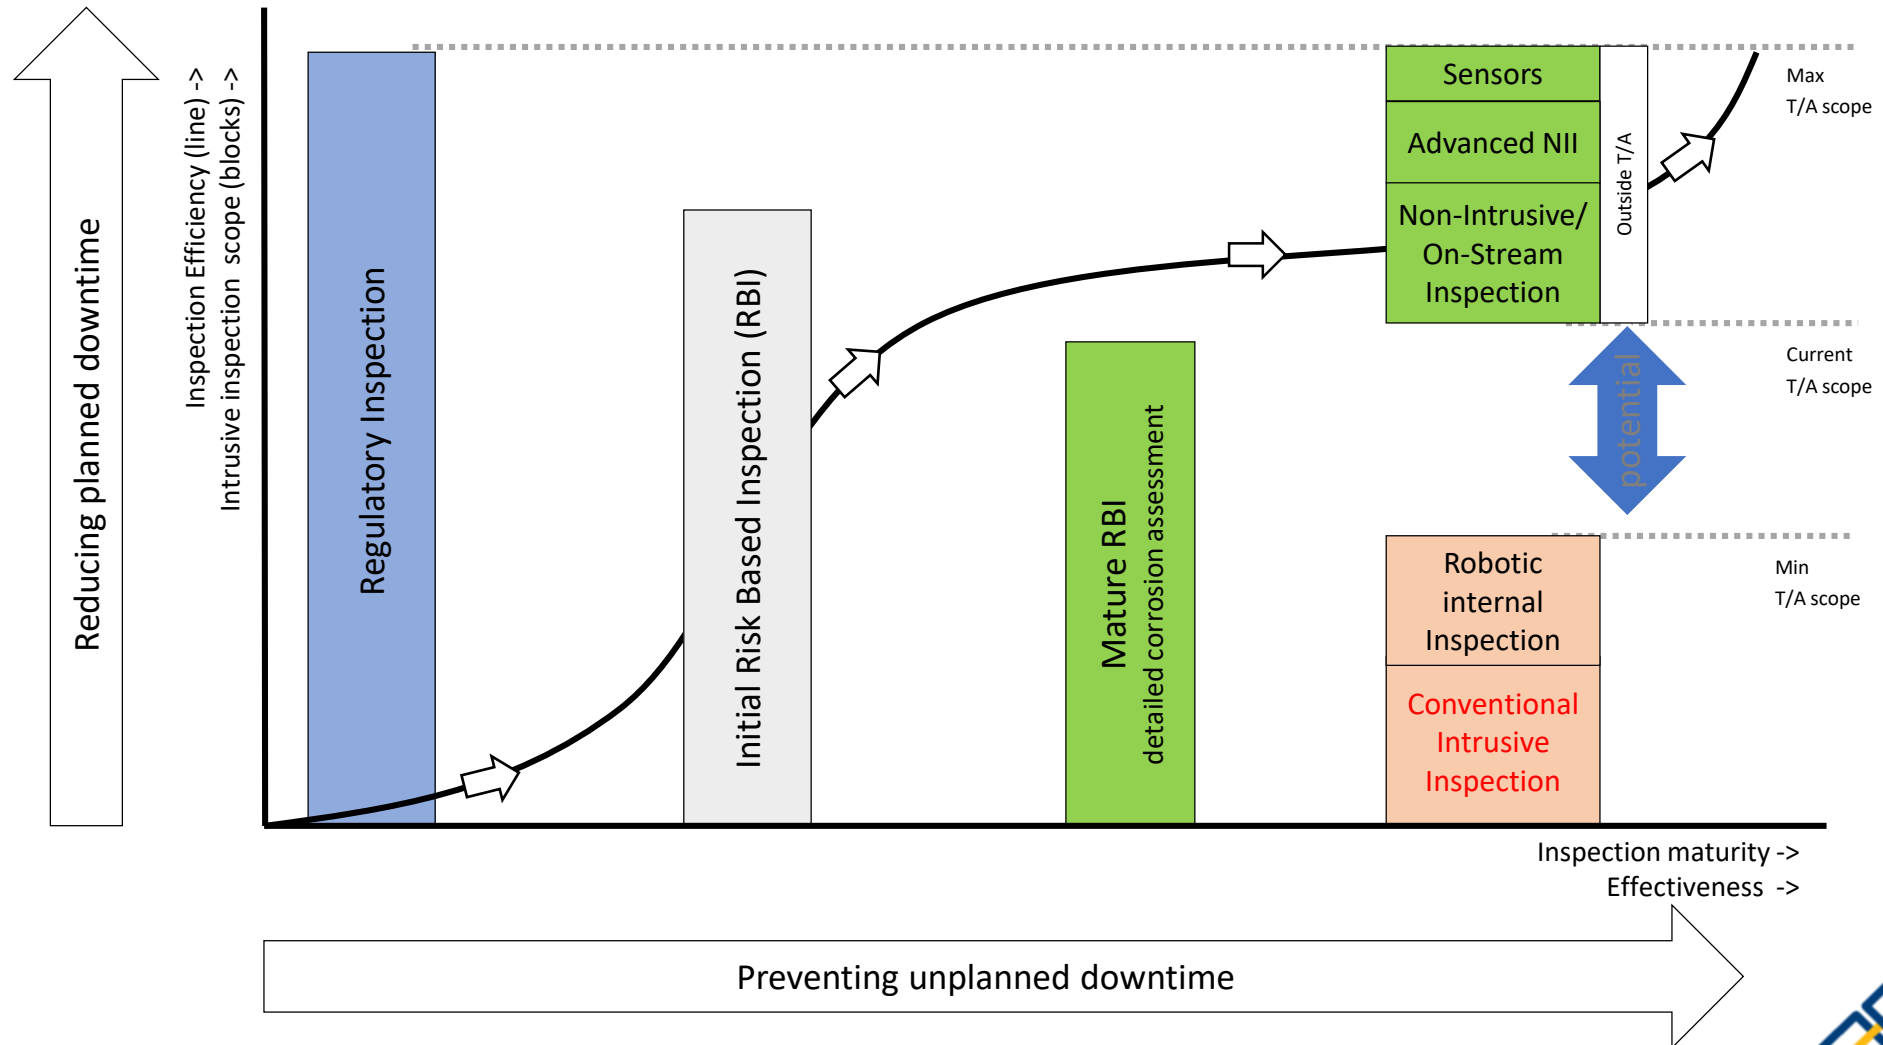 Reducing planned downtime
Inspection Efficiency (line) ->
Intrusive inspection scope (blocks) ->
Regulatory Inspection
Initial Risk Based Inspection (RBI)
Mature RBI
detailed corrosion assessment
Sensors
Advanced NII
Non-Intrusive/
On-Stream
Inspection
Outside T/A
Max
T/A scope
Current
T/A scope
potential
Robotic
internal
Inspection
Min
T/A scope
Conventional
Intrusive
Inspection
Inspection maturity ->
Effectiveness ->
Preventing unplanned downtime